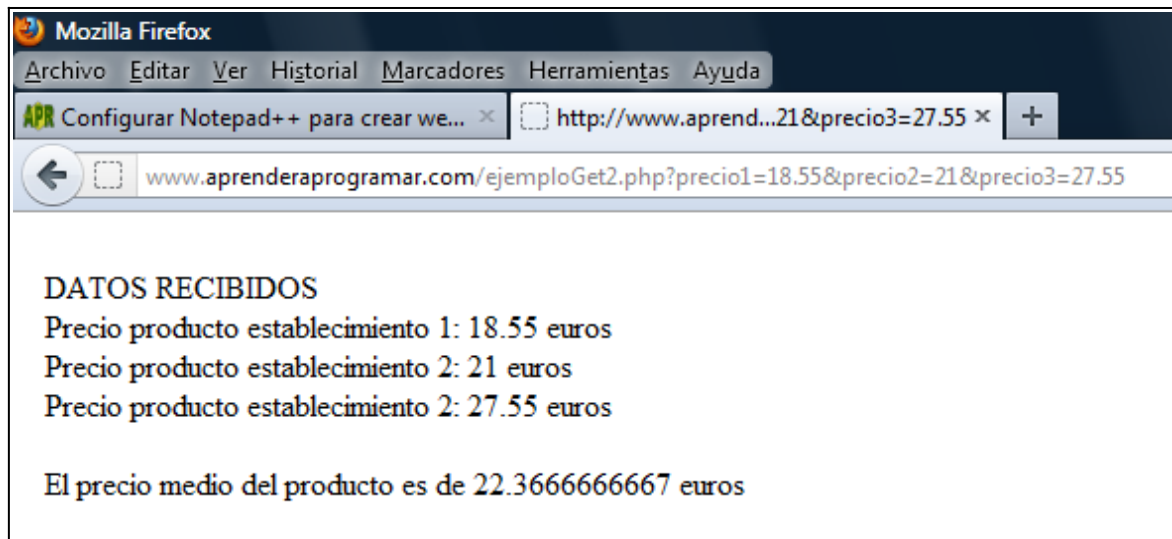 Mozilla Firefox
Archivo Editar Ver Historial Marcadores Herramientas Ayuda
APR Configurar Notepad++ para crear we... × http://www.aprend...21&precio3=27.55 × +
www.aprenderaprogramar.com/ejemploGet2.php?precio1=18.55&precio2=21&precio3=27.55
DATOS RECIBIDOS
Precio producto establecimiento 1: 18.55 euros
Precio producto establecimiento 2: 21 euros
Precio producto establecimiento 2: 27.55 euros
El precio medio del producto es de 22.3666666667 euros